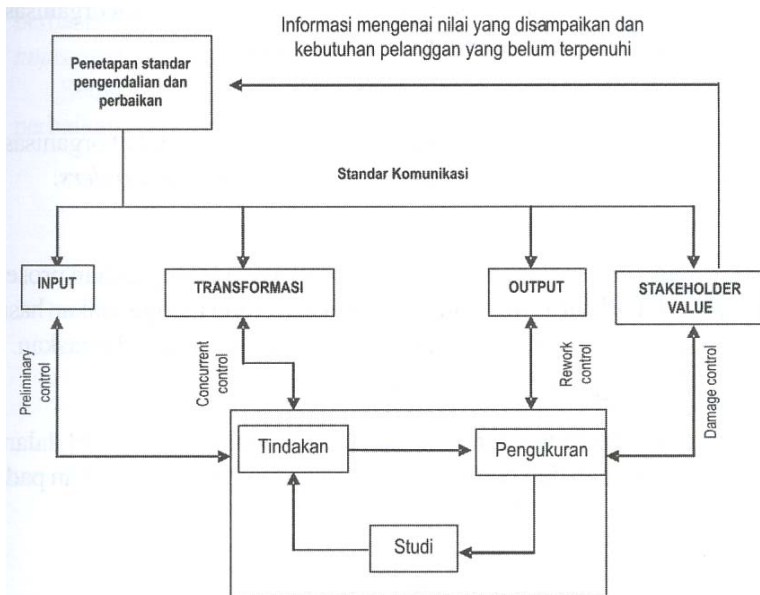 Informasi mengenai nilai yang disampaikan dan
kebutuhan pelanggan yang belum terpenuhi
Penetapan standar
pengendalian dan
perbaikan
Standar Komunikasi
INPUT
TRANSFORMASI
OUTPUT
STAKEHOLDER
VALUE
Preliminary
control
Concurrent
control
Rework
control
Damage control
Tindakan
Pengukuran
Studi